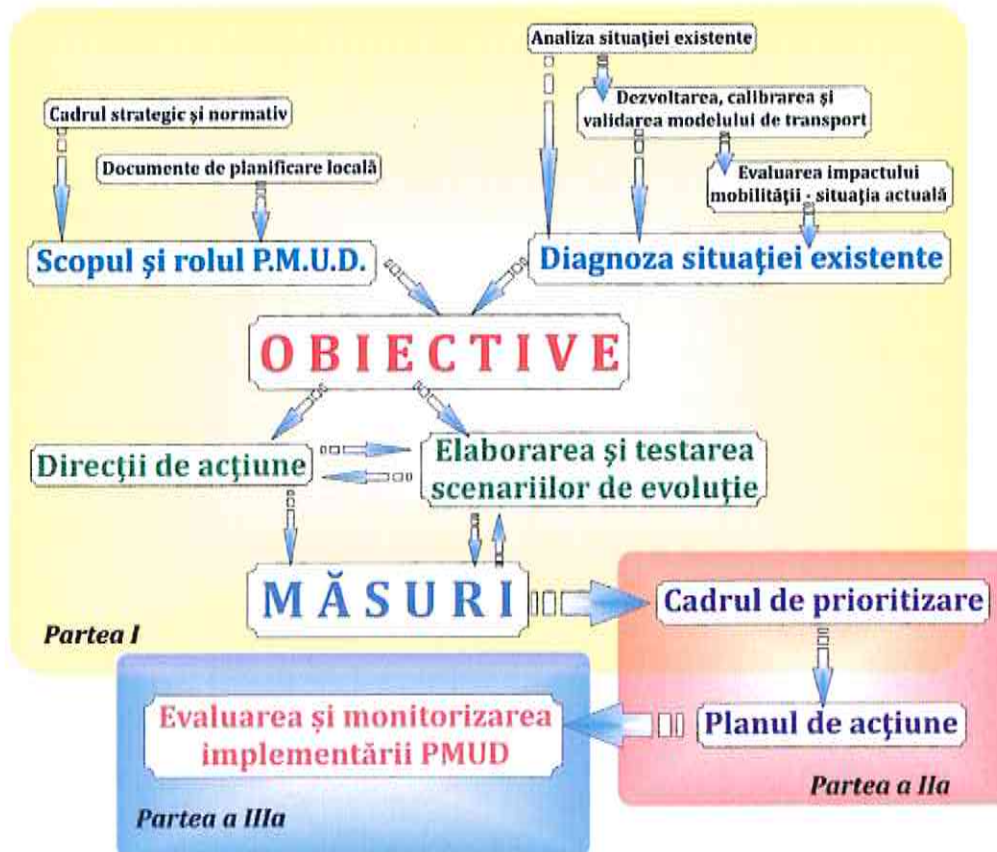 Analiza situației existente
Cadrul strategic și normativ
Dezvoltarea, calibrarea și
validarea modelului de transport
Documente de planificare locală
Evaluarea impactului
mobilității - situația actuală
Scopul și rolul P.M.U.D.
Diagnoza situației existente
OBIECTIVE
Direcții de acțiune
Elaborarea și testarea
scenariilor de evoluție
MĂSURI
Cadrul de prioritizare
Partea I
Evaluarea și monitorizarea
implementării PMUD
Planul de acțiune
Partea a IIa
Partea a IIIa